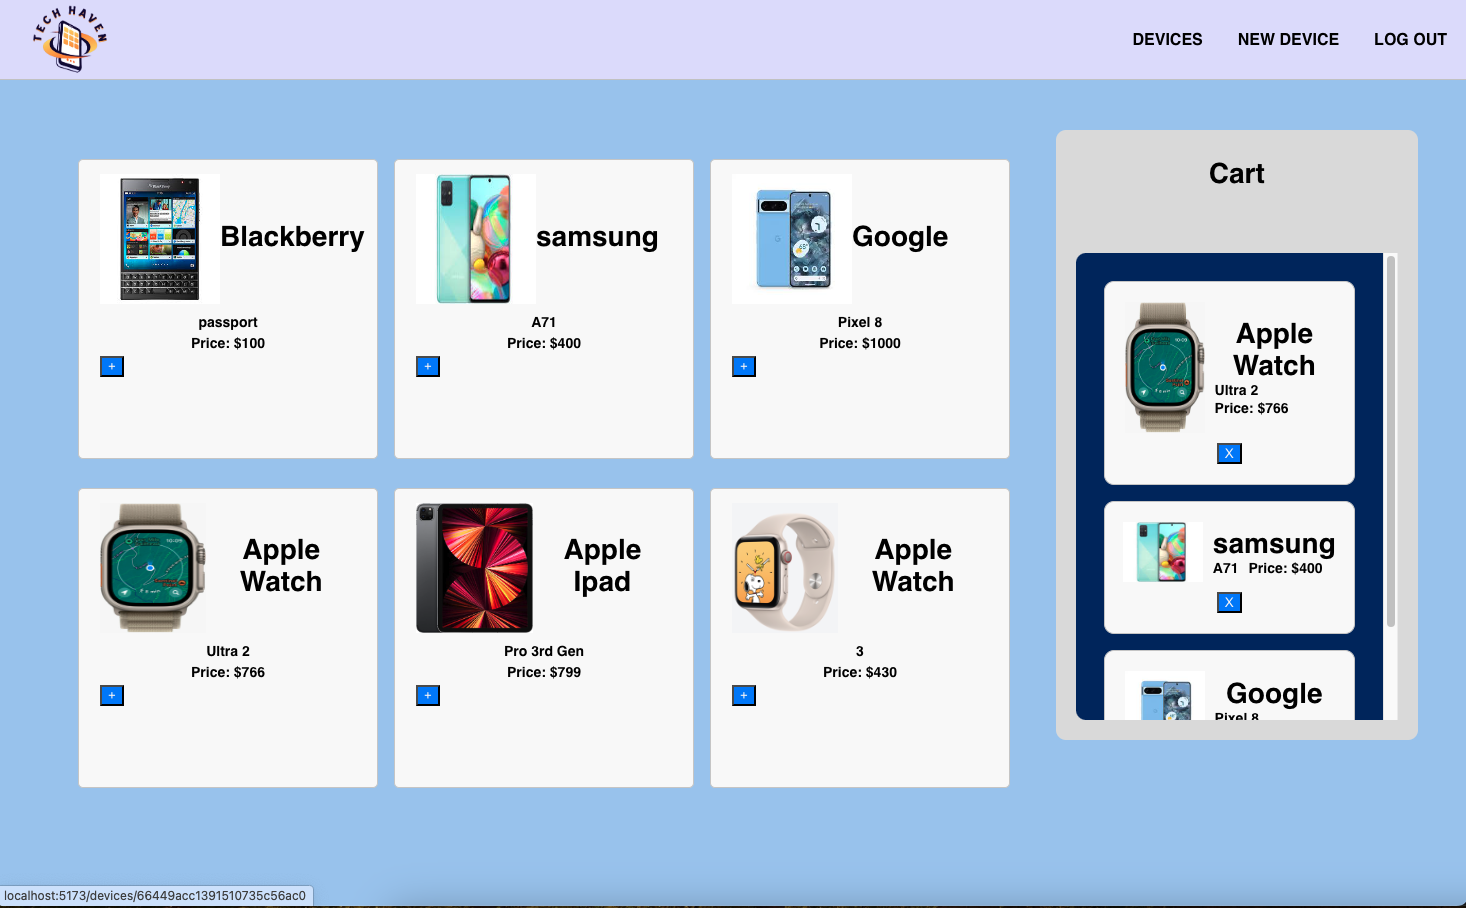 TECH HAVEN
DEVICES
NEW DEVICE
LOG OUT
Blackberry
passport
Price: $100
+
samsung
A71
Price: $400
+
Google
Pixel 8
Price: $1000
+
Apple
Watch
Ultra 2
Price: $766
+
Apple
Ipad
Pro 3rd Gen
Price: $799
+
Apple
Watch
3
Price: $430
+
Cart
Apple
Watch
Ultra 2
Price: $766
X
samsung
A71 Price: $400
X
Google
Pixel 8
localhost:5173/devices/66449acc1391510735c56ac0